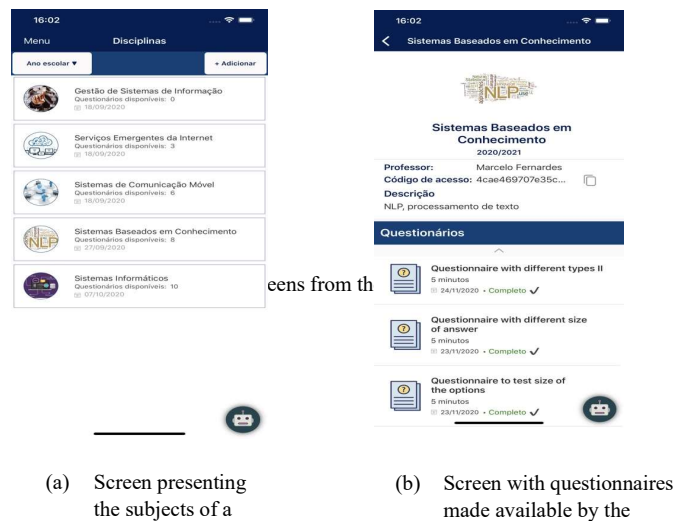 16:02
Menu Disciplinas
Ano escolar ▼ + Adicionar
Gestão de Sistemas de Informação
Questionários disponíveis: 0
18/09/2020
Serviços Emergentes da Internet
Questionários disponíveis: 3
18/09/2020
Sistemas de Comunicação Móvel
Questionários disponíveis: 6
18/09/2020
NLP
Sistemas Baseados em Conhecimento
Questionários disponíveis: 8
27/09/2020
Sistemas Informáticos
Questionários disponíveis: 10
07/10/2020
eens from th
(a) Screen presenting
the subjects of a
16:02
Sistemas Baseados em Conhecimento
NLP
Sistemas Baseados em
Conhecimento
2020/2021
Professor: Marcelo Fernardes
Código de acesso: 4cae469707e35c...
Descrição
NLP, processamento de texto
Questionários
Questionnaire with different types II
5 minutos
24/11/2020 • Completo ✓
Questionnaire with different size
of answer
5 minutos
23/11/2020 • Completo ✓
Questionnaire to test size of
the options
5 minutos
23/11/2020 • Completo ✓
(b) Screen with questionnaires
made available by the